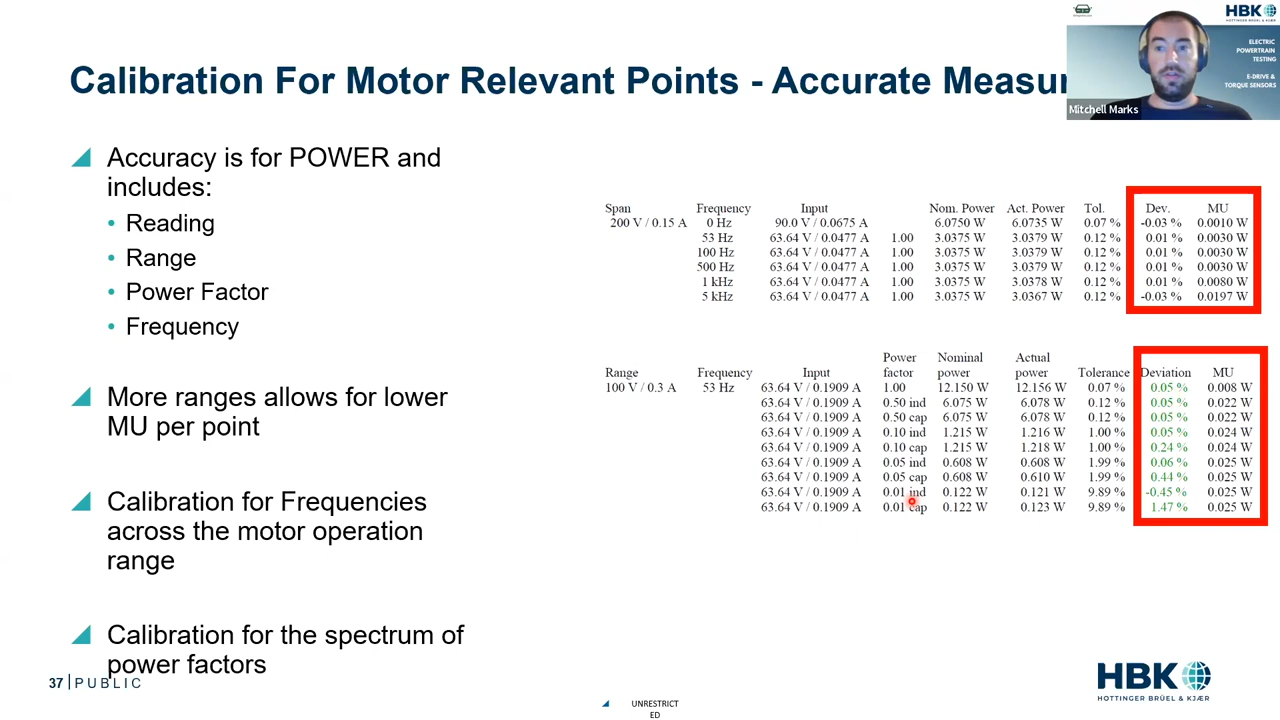 HBK
HOTTINGER BRÜEL & KJÆR
ELECTRIC
POWERTRAIN
TESTING
E-DRIVE &
TORQUE SENSORS
Mitchell Marks
Calibration For Motor Relevant Points - Accurate Measu
Accuracy is for POWER and
includes:
• Reading
• Range
• Power Factor
• Frequency
More ranges allows for lower
MU per point
Calibration for Frequencies
across the motor operation
range
Calibration for the spectrum of
power factors
Span Frequency Input Nom. Power Act. Power Tol. Dev. MU
200 V / 0.15 A 0 Hz 90.0 V / 0.0675 A 6.0750 W 6.0735 W 0.07 % -0.03 % 0.0010 W
53 Hz 63.64 V / 0.0477 A 1.00 3.0375 W 3.0379 W 0.12 % 0.01 % 0.0030 W
100 Hz 63.64 V / 0.0477 A 1.00 3.0375 W 3.0379 W 0.12 % 0.01 % 0.0030 W
500 Hz 63.64 V / 0.0477 A 1.00 3.0375 W 3.0379 W 0.12 % 0.01 % 0.0030 W
1 kHz 63.64 V / 0.0477 A 1.00 3.0375 W 3.0378 W 0.12 % 0.01 % 0.0080 W
5 kHz 63.64 V / 0.0477 A 1.00 3.0375 W 3.0367 W 0.12 % -0.03 % 0.0197 W
Power Nominal Actual
Range Frequency Input factor power power Tolerance Deviation MU
100 V / 0.3 A 53 Hz 63.64 V / 0.1909 A 1.00 12.150 W 12.156 W 0.07 % 0.05 % 0.008 W
63.64 V / 0.1909 A 0.50 ind 6.075 W 6.078 W 0.12 % 0.05 % 0.022 W
63.64 V / 0.1909 A 0.50 cap 6.075 W 6.078 W 0.12 % 0.05 % 0.022 W
63.64 V / 0.1909 A 0.10 ind 1.215 W 1.216 W 1.00 % 0.05 % 0.024 W
63.64 V / 0.1909 A 0.10 cap 1.215 W 1.218 W 1.00 % 0.24 % 0.024 W
63.64 V / 0.1909 A 0.05 ind 0.608 W 0.608 W 1.99 % 0.06 % 0.025 W
63.64 V / 0.1909 A 0.05 cap 0.608 W 0.610 W 1.99 % 0.44 % 0.025 W
63.64 V / 0.1909 A 0.01 ind 0.122 W 0.121 W 9.89 % -0.45 % 0.025 W
63.64 V / 0.1909 A 0.01 cap 0.122 W 0.123 W 9.89 % 1.47 % 0.025 W
37 | PUBLIC
UNRESTRICT
ED
HBK
HOTTINGER BRÜEL & KJÆR